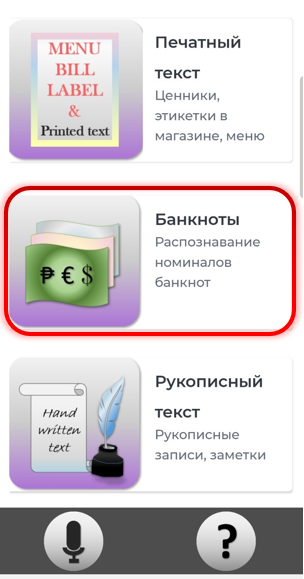 MENU
BILL
LABEL
&
Printed text
Печатный
текст
Ценники,
этикетки в
магазине, меню
₱ € $
Банкноты
Распознавание
номиналов
банкнот
Hand
written
text
Рукописный
текст
Рукописные
записи, заметки
?